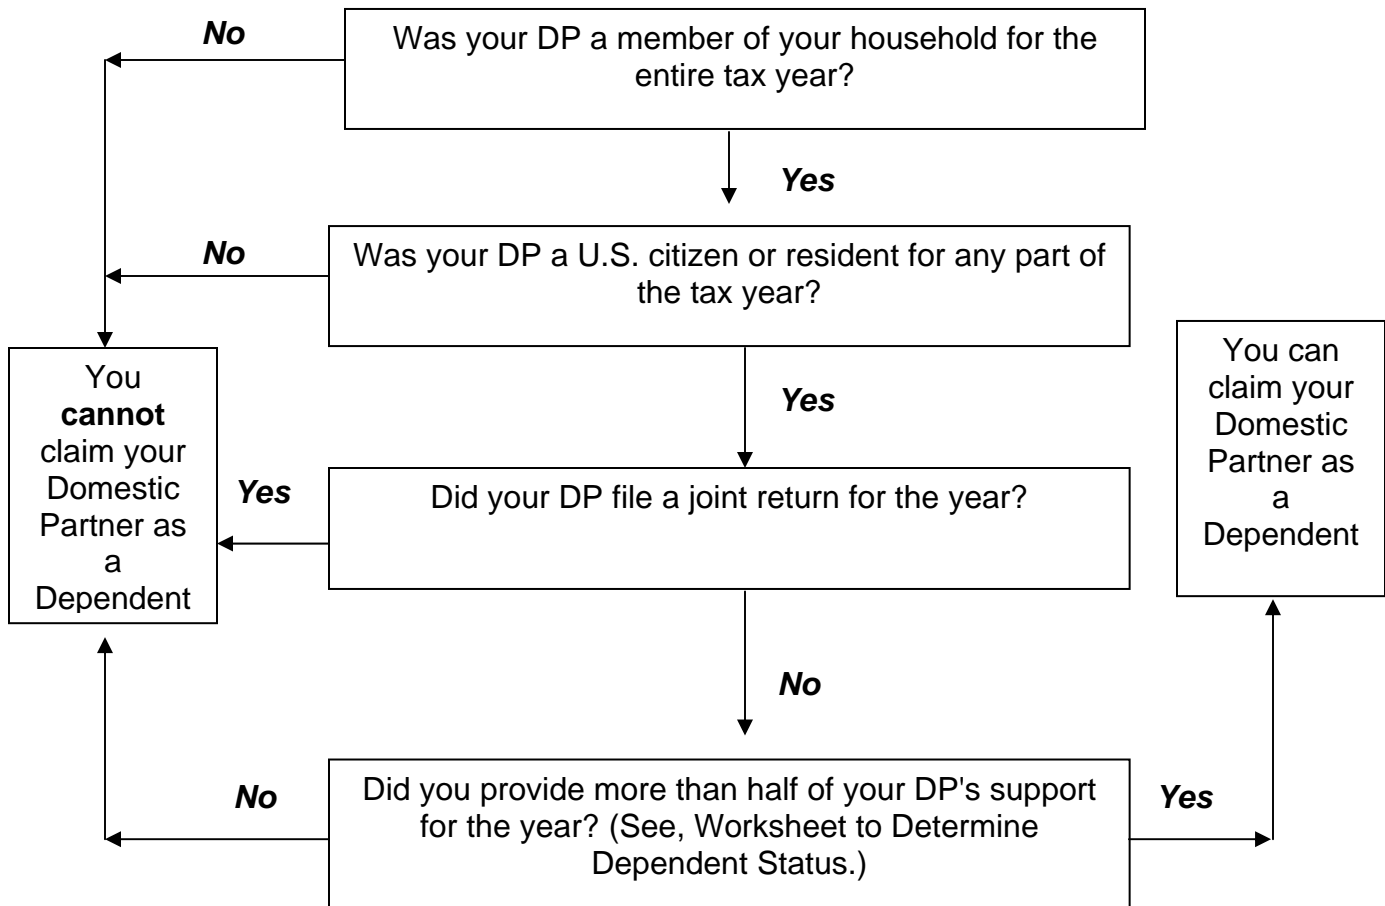 No
Was your DP a member of your household for the
entire tax year?
Yes
No
Was your DP a U.S. citizen or resident for any part of
the tax year?
Yes
You
cannot
claim your
Domestic
Partner as
a
Dependent
You can
claim your
Domestic
Partner as
a
Dependent
Yes
Did your DP file a joint return for the year?
No
No
Did you provide more than half of your DP's support
for the year? (See, Worksheet to Determine
Dependent Status.)
Yes